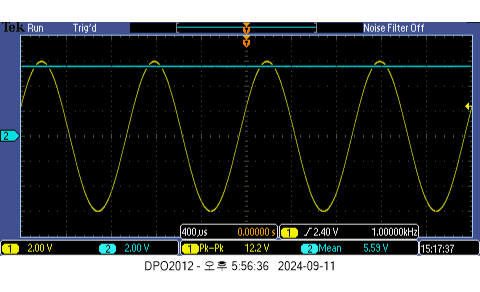 Tek Run Trig'd Noise Filter Off
2
400µs 0.00000 s 1 2.40 V 1.00000kHz
1 2.00 V 2 2.00 V 1 Pk-Pk 12.2 V 2 Mean 5.59 V 15:17:37
DPO2012 - 오후 5:56:36 2024-09-11